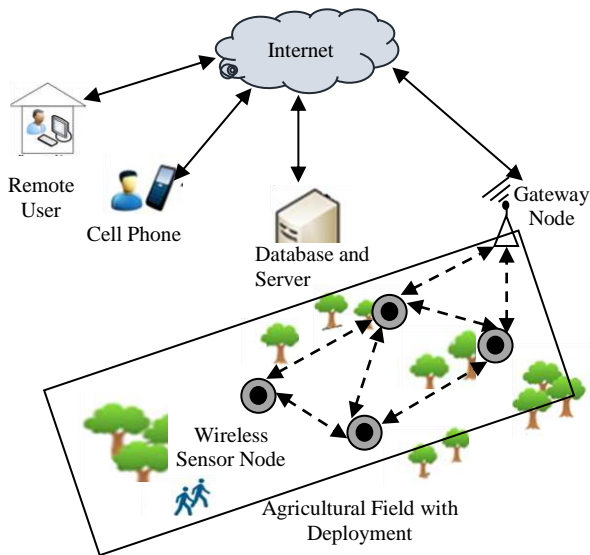 Internet
Remote
User
Cell Phone
Database and
Server
Gateway
Node
Wireless
Sensor Node
Agricultural Field with
Deployment